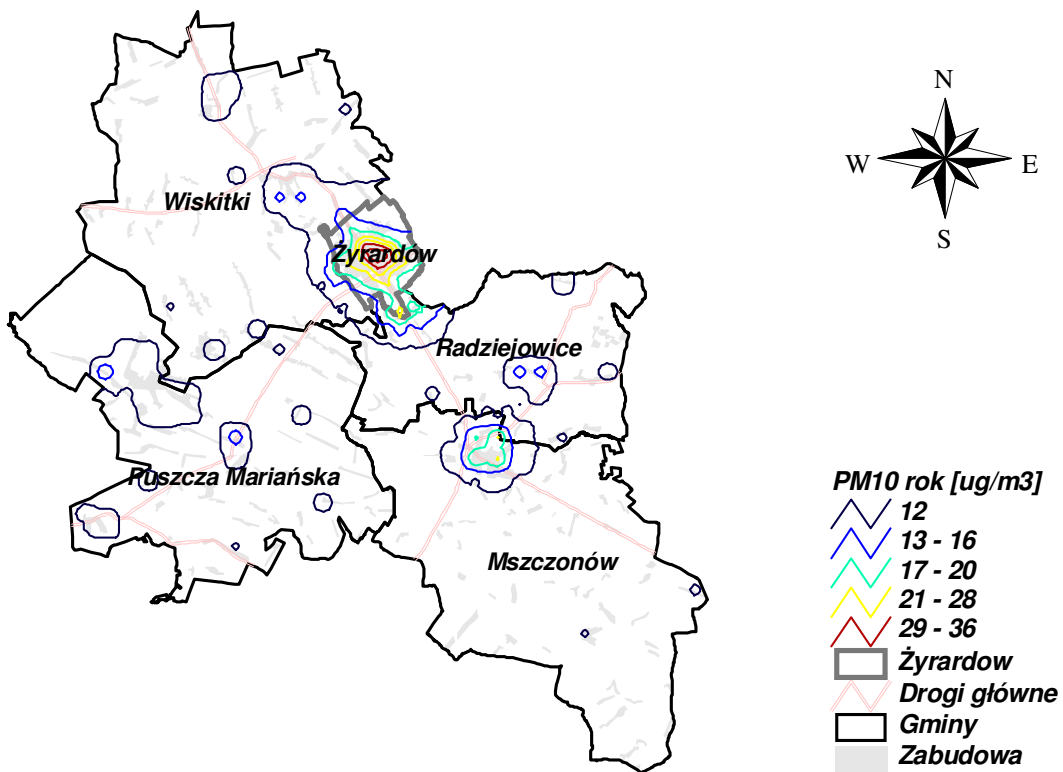 N
W E
S
Wiskitki
Żyrardów
Radziejowice
Puszcza Mariańska
Mszczonów
PM10 rok [ug/m3]
12
13 - 16
17 - 20
21 - 28
29 - 36
Żyrardow
Drogi główne
Gminy
Zabudowa